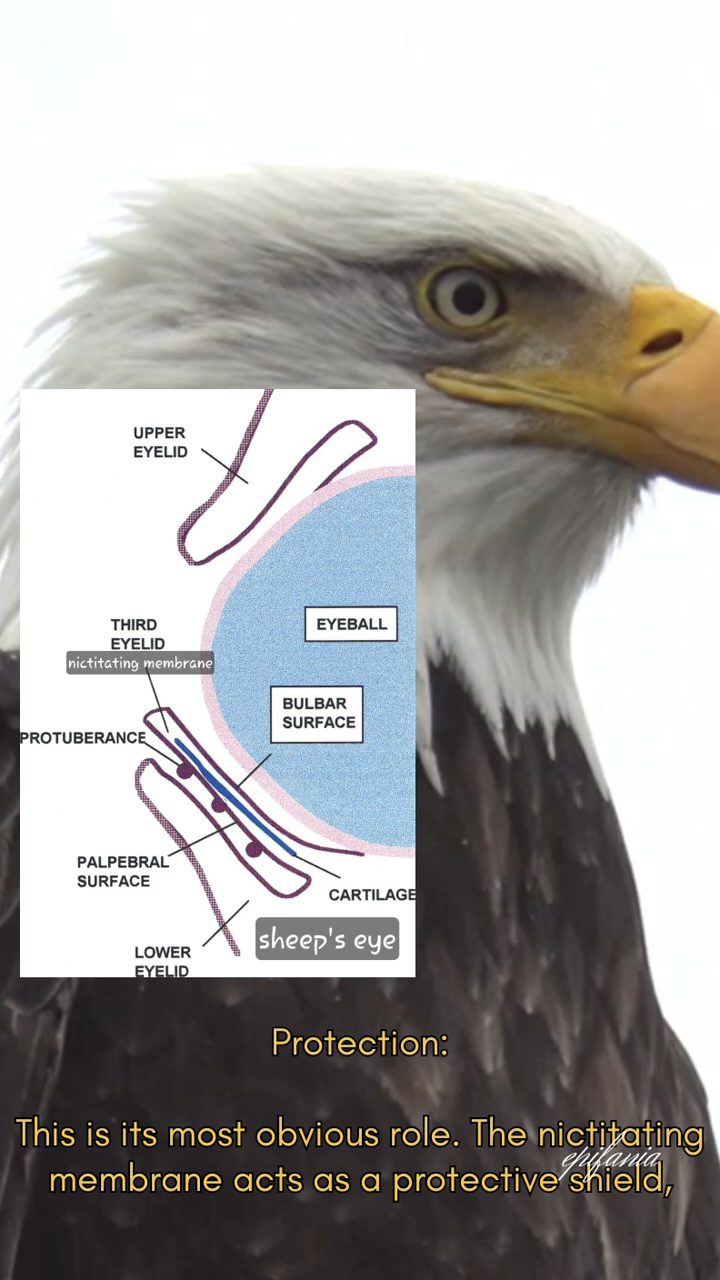 UPPER
EYELID
EYEBALL
THIRD
EYELID
nictitating membrane
BULBAR
SURFACE
PROTUBERANCE
PALPEBRAL
SURFACE
CARTILAGE
sheep's eye
LOWER
EYELID
Protection:
This is its most obvious role. The nictitating
epifania
membrane acts as a protective shield,